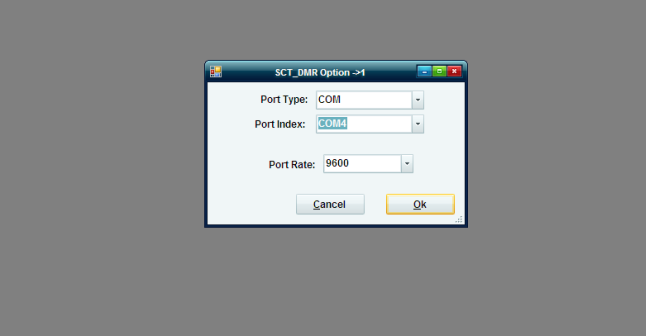 SCT_DMR Option ->1
Port Type: COM
Port Index: COM4
Port Rate: 9600
Cancel Ok